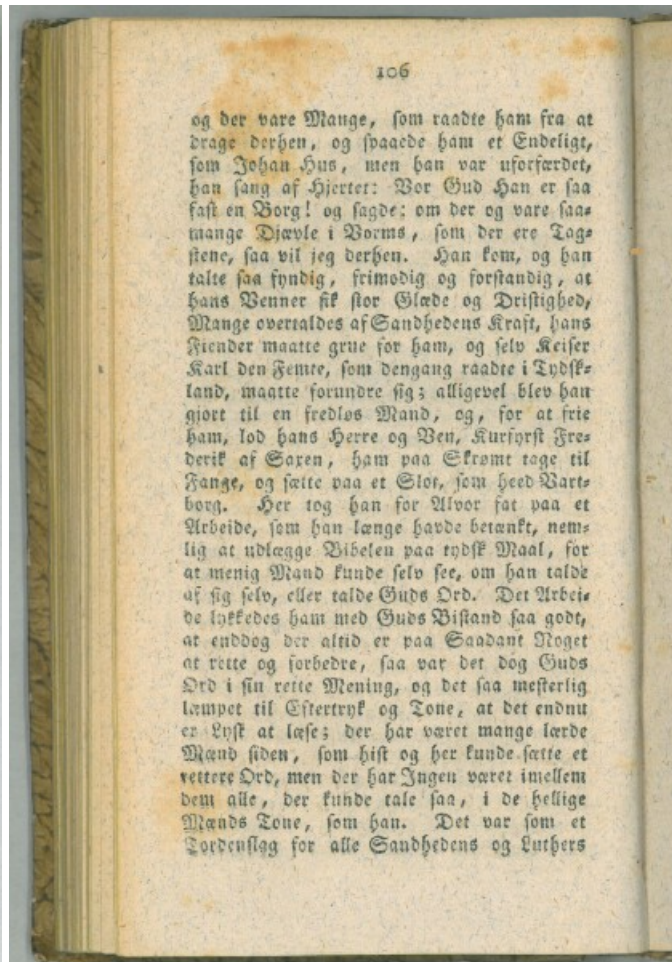 106
og der vare Mange, som raadte ham fra at
drage derhen, og spaaede ham et Endeligt,
som Johan Hus, men han var uforfærdet,
han sang af Hjertet: Vor Gud Han er saa
fast en Borg! og sagde: om der og vare saa-
mange Djævle i Vorms, som der ere Tag-
stene, saa vil jeg derhen. Han kom, og han
talte saa fyndig, frimodig og forstandig, at
hans Venner fik stor Glæde og Dristighed,
Mange overtaldes af Sandhedens Kraft, hans
Fiender maatte grue for ham, og selv Keiser
Karl den Femte, som dengang raadte i Tydsk-
land, maatte forundre sig; alligevel blev han
gjort til en fredløs Mand, og, for at frie
ham, lod hans Herre og Ven, Kurfyrst Fre-
derik af Saxen, ham paa Skrømt tage til
Fange, og sætte paa et Slot, som heed Vart-
borg. Her tog han for Alvor fat paa et
Arbeide, som han længe havde betænkt, nem-
lig at udlægge Bibelen paa tydsk Maal, for
at menig Mand kunde selv see, om han talde
af sig selv, eller talde Guds Ord. Det Arbei-
de lykkedes ham med Guds Bistand saa godt,
at enddog der altid er paa Saadant Noget
at rette og forbedre, saa var det dog Guds
Ord i sin rette Mening, og det saa mesterlig
læmpet til Eftertryk og Tone, at det endnu
er Lyst at læse; der har været mange lærde
Mænd siden, som hist og her kunde sætte et
rettere Ord, men der har Ingen været imellem
dem alle, der kunde tale saa, i de hellige
Mænds Tone, som han. Det var som et
Tordenslag for alle Sandhedens og Luthers